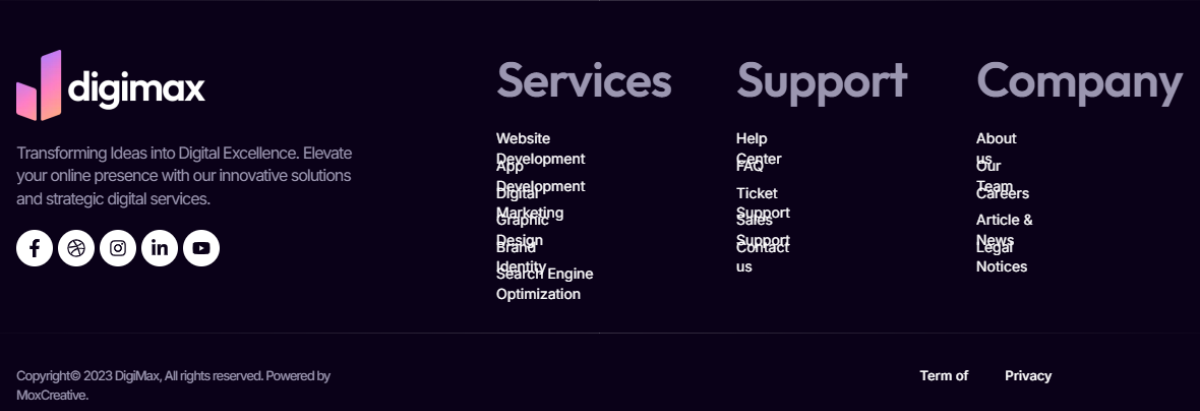 digimax
Transforming Ideas into Digital Excellence. Elevate
your online presence with our innovative solutions
and strategic digital services.
Services
Website
Development
App
Development
Digital
Marketing
Graphic
Design
Brand
Identity
Search Engine
Optimization
Support
Help
Center
FAQ
Ticket
Support
Sales
Support
Contact
us
Company
About
us
Our
Team
Careers
Article &
News
Legal
Notices
Copyright© 2023 DigiMax, All rights reserved. Powered by
MoxCreative.
Term of
Privacy